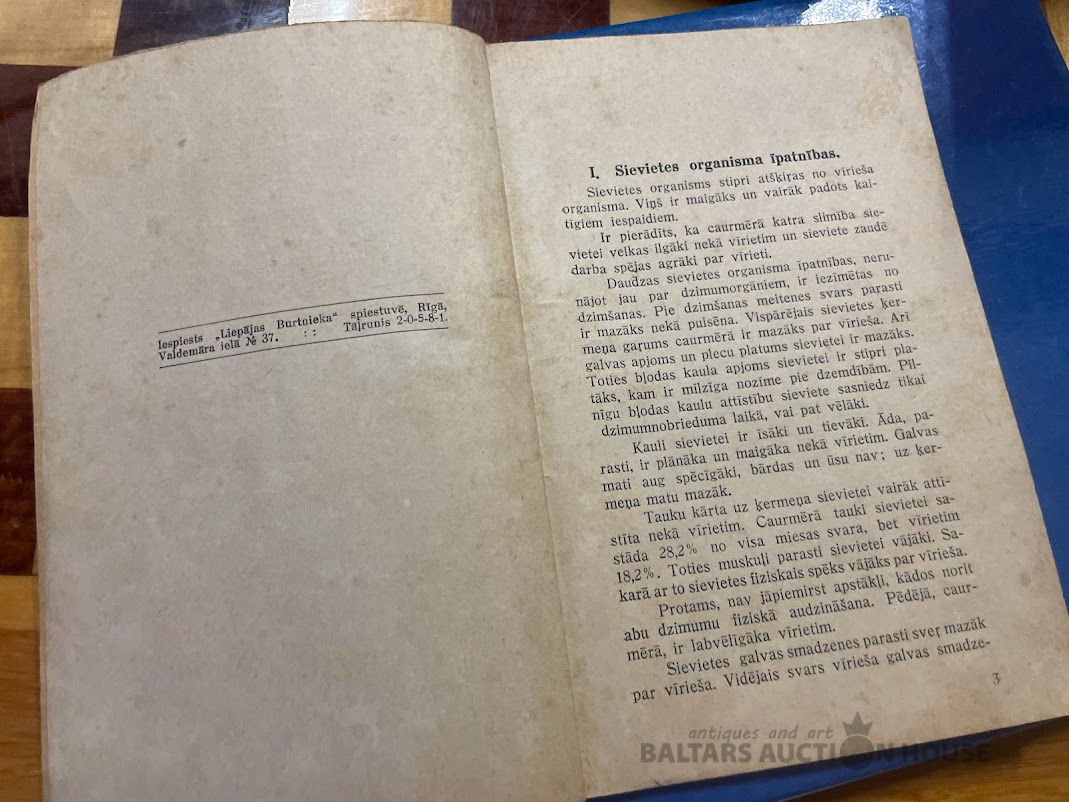 Iespiests „Liepājas Burtnieka“ spiestuvē, Rīgā,
Valdemāra ielā № 37. :: Tālrunis 2-0-5-8-1.
I. Sievietes organisma īpatnības.
Sievietes organisms stipri atšķiŗas no vīrieša
organisma. Viņš ir maigāks un vairāk padots kai-
tīgiem iespaidiem.
Ir pierādīts, ka caurmērā katra slimība sie-
vietei velkas ilgāki nekā vīrietim un sieviete zaudē
darba spējas agrāki par vīrieti.
Daudzas sievietes organisma īpatnības, neru-
nājot jau par dzimumorgāniem, ir iezīmētas no
dzimšanas. Pie dzimšanas meitenes svars parasti
ir mazāks nekā puisēna. Vispārējais sievietes ķer-
meņa gaŗums caurmērā ir mazāks par vīrieša. Arī
galvas apjoms un plecu platums sievietei ir mazāks.
Toties bļodas kaula apjoms sievietei ir stipri pla-
tāks, kam ir milzīga nozīme pie dzemdībām. Pil-
nīgu bļodas kaulu attīstību sieviete sasniedz tikai
dzimumnobrieduma laikā, vai pat vēlāki.
Kauli sievietei ir īsāki un tievāki. Āda, pa-
rasti, ir plānāka un maigāka nekā vīrietim. Galvas
mati aug spēcīgāki, bārdas un ūsu nav; uz ķer-
meņa matu mazāk.
Tauku kārta uz ķermeņa sievietei vairāk attī-
stīta nekā vīrietim. Caurmērā tauki sievietei sa-
stāda 28,2% no visa miesas svara, bet vīrietim
18,2%. Toties muskuļi parasti sievietei vājāki. Sa-
karā ar to sievietes fiziskais spēks vājāks par vīrieša.
Protams, nav jāpiemirst apstākļi, kādos norit
abu dzimumu fiziskā audzināšana. Pēdējā, caur-
mērā, ir labvēlīgāka vīrietim.
Sievietes galvas smadzenes parasti sveŗ mazāk
par vīrieša. Vidējais svars vīrieša galvas smadze-
3
antiques and art
BALTARS AUCTION HOUSE